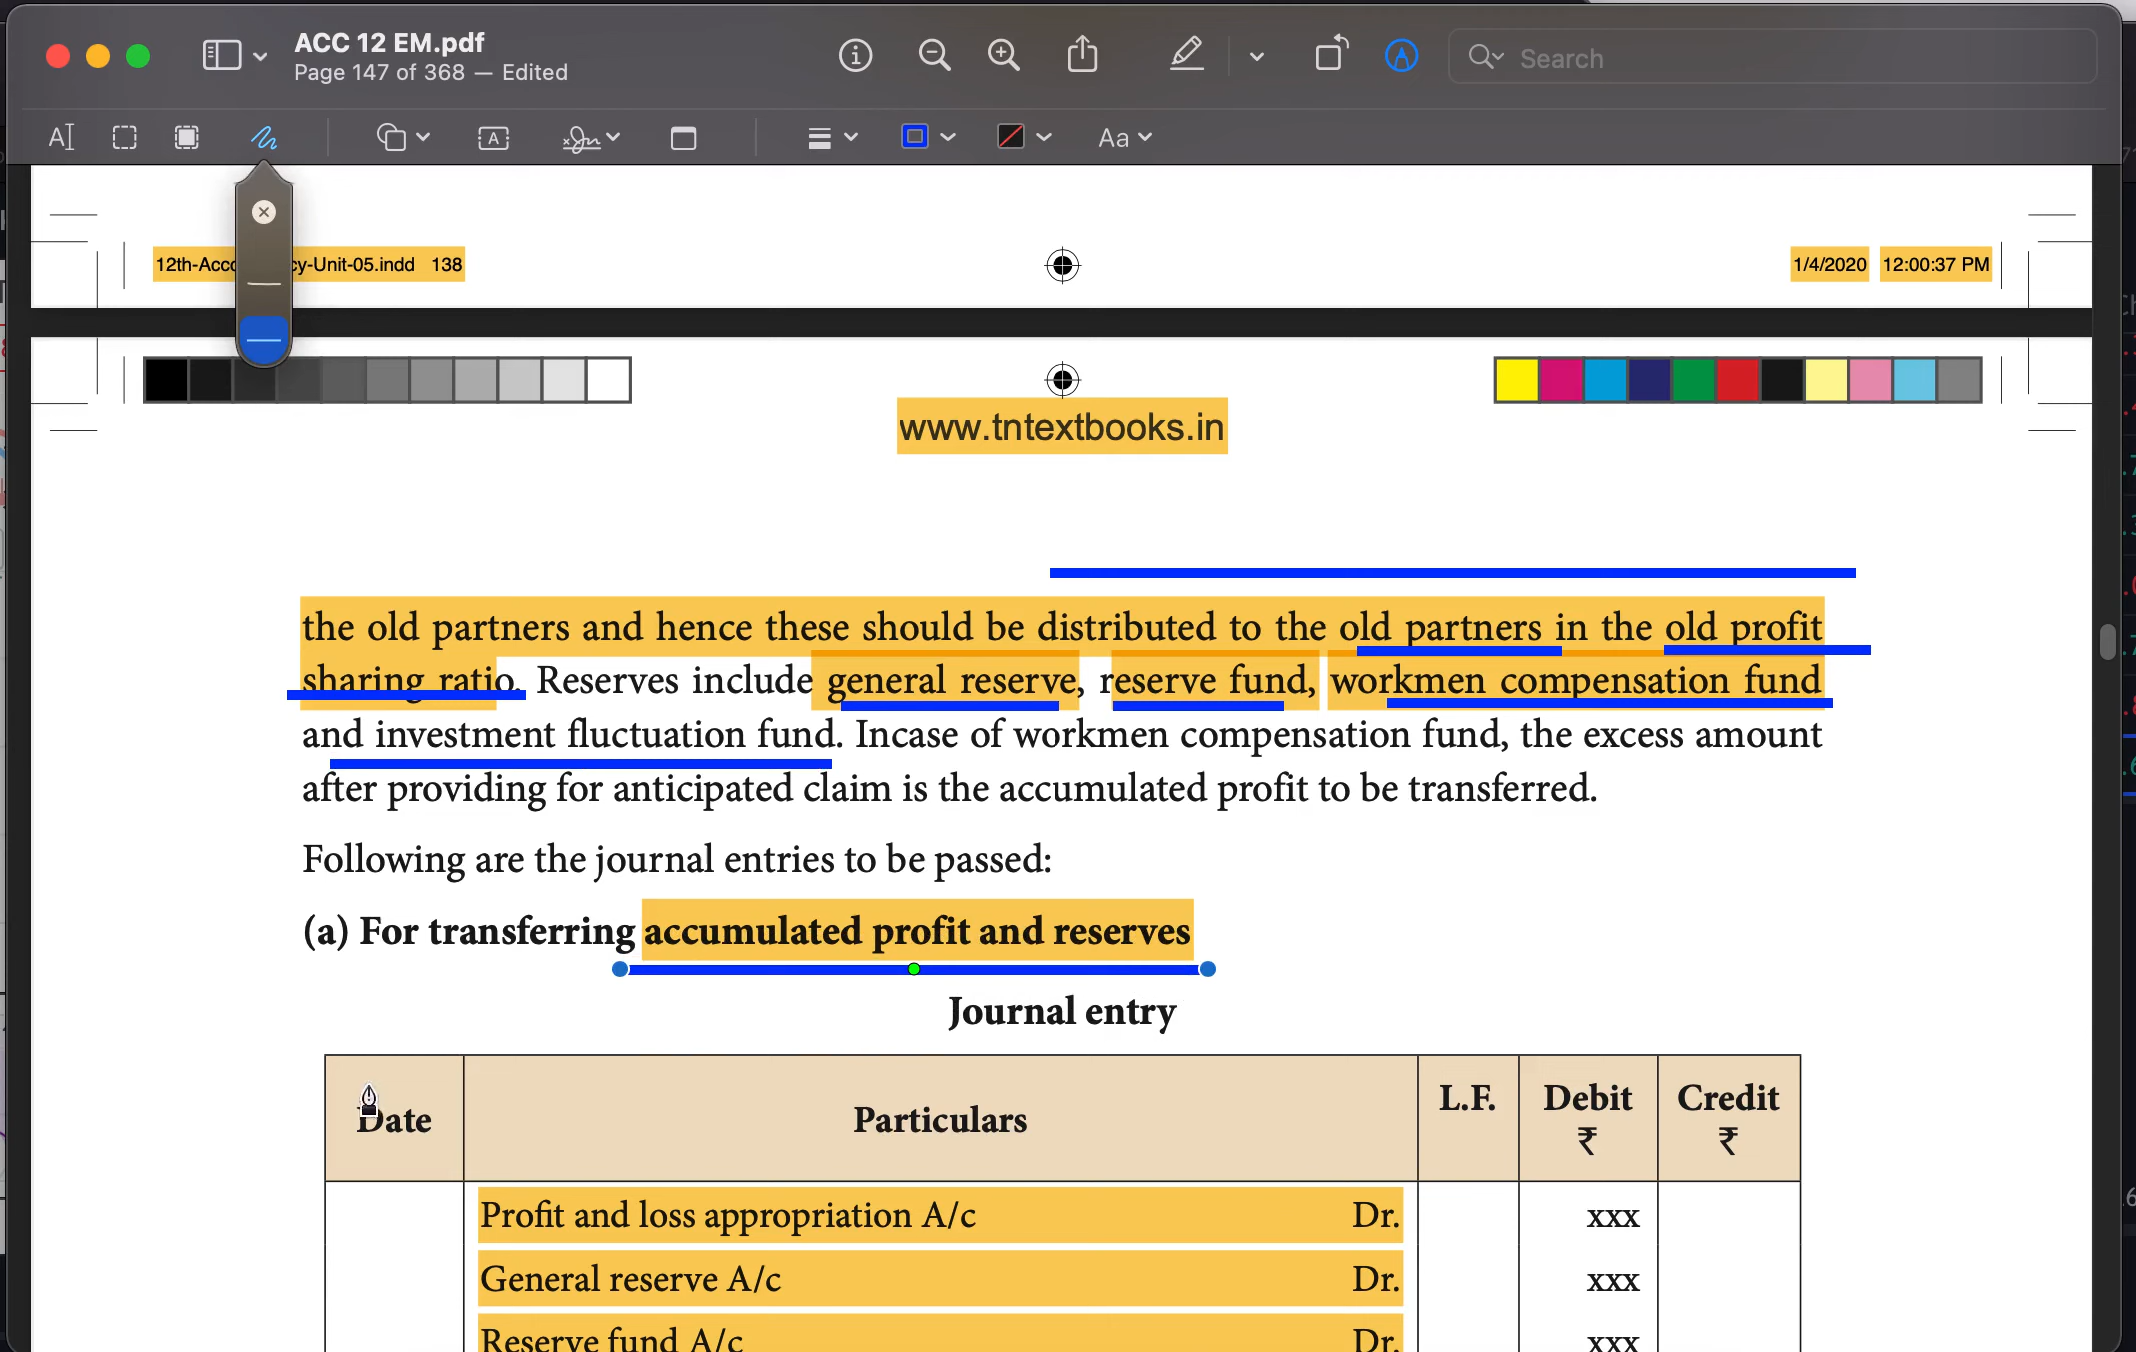 ACC 12 EM.pdf
Page 147 of 368 — Edited
Search
Aa
12th-Acco cy-Unit-05.indd 138
1/4/2020 12:00:37 PM
www.tntextbooks.in
the old partners and hence these should be distributed to the old partners in the old profit
sharing ratio. Reserves include general reserve, reserve fund, workmen compensation fund
and investment fluctuation fund. Incase of workmen compensation fund, the excess amount
after providing for anticipated claim is the accumulated profit to be transferred.
Following are the journal entries to be passed:
(a) For transferring accumulated profit and reserves
Journal entry
Date Particulars L.F. Debit ₹ Credit ₹
Profit and loss appropriation A/c Dr. xxx
General reserve A/c Dr. xxx
Reserve fund A/c Dr. xxx